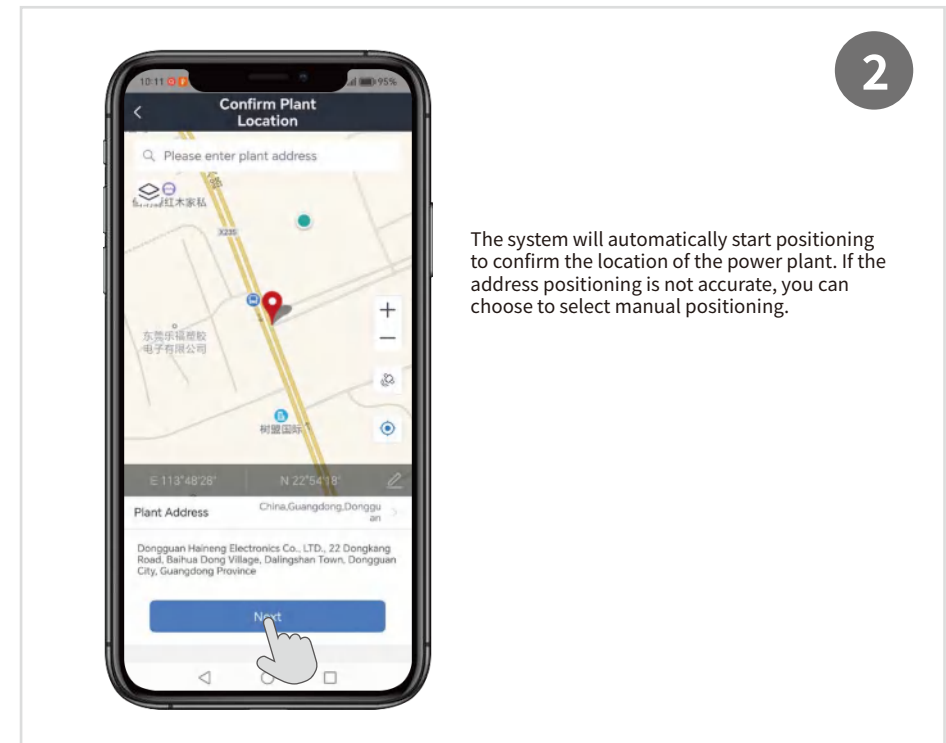 2
10:11
95%
Confirm Plant
Location
Please enter plant address
红木家私
X235
东莞乐福塑胶
电子有限公司
树盟国际
E 113°48'28"
N 22°54'18"
Plant Address
China,Guangdong,Donggu
an
Dongguan Haineng Electronics Co., LTD., 22 Dongkang
Road, Baihua Dong Village, Dalingshan Town, Dongguan
City, Guangdong Province
Next
The system will automatically start positioning
to confirm the location of the power plant. If the
address positioning is not accurate, you can
choose to select manual positioning.